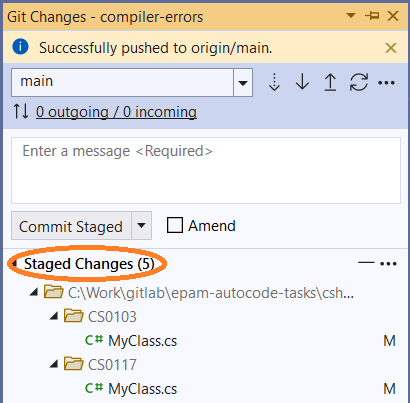 Git Changes - compiler-errors
Successfully pushed to origin/main.
main
0 outgoing / 0 incoming
Enter a message <Required>
Commit Staged
Amend
Staged Changes (5)
C:\Work\gitlab\epam-autocode-tasks\csh...
CS0103
C# MyClass.cs M
CS0117
C# MyClass.cs M